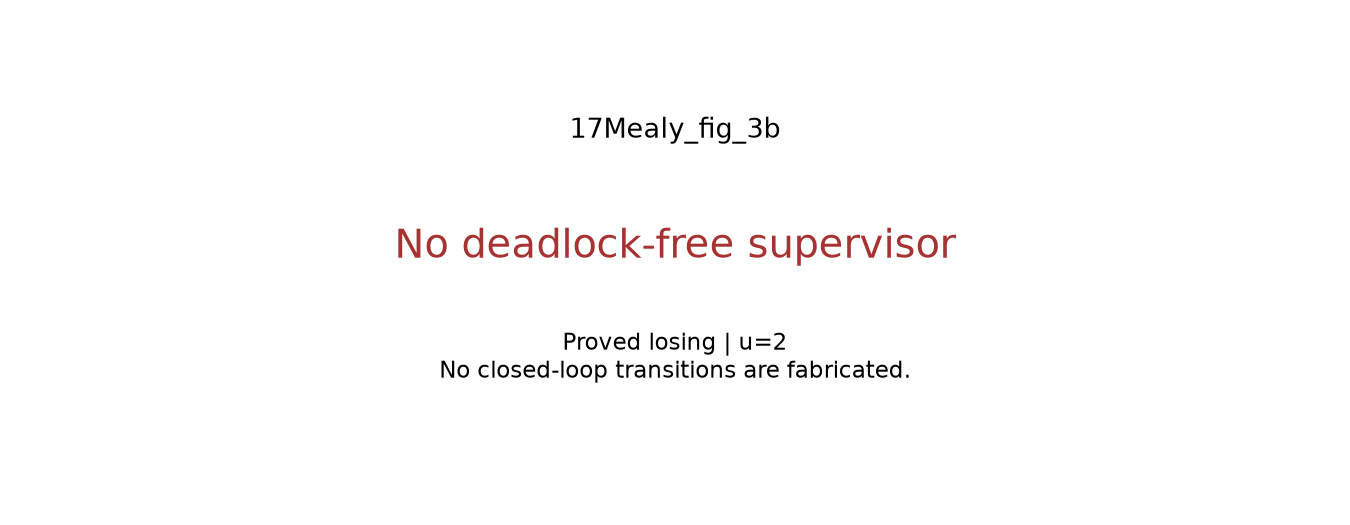 17Mealy_fig_3b
No deadlock-free supervisor
Proved losing | u=2
No closed-loop transitions are fabricated.